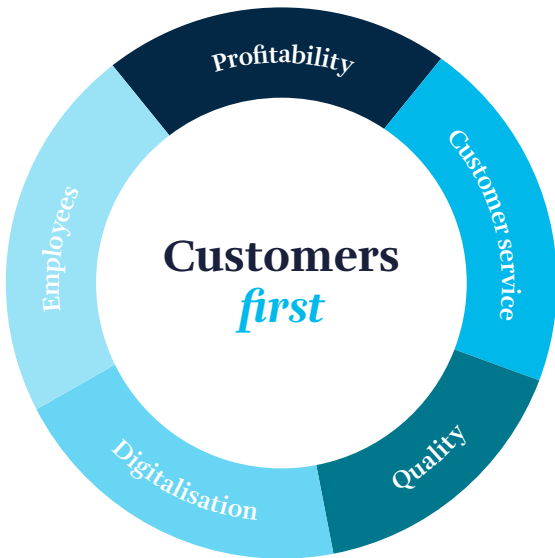 Profitability
Customer service
Quality
Digitalisation
Employees
Customers
first